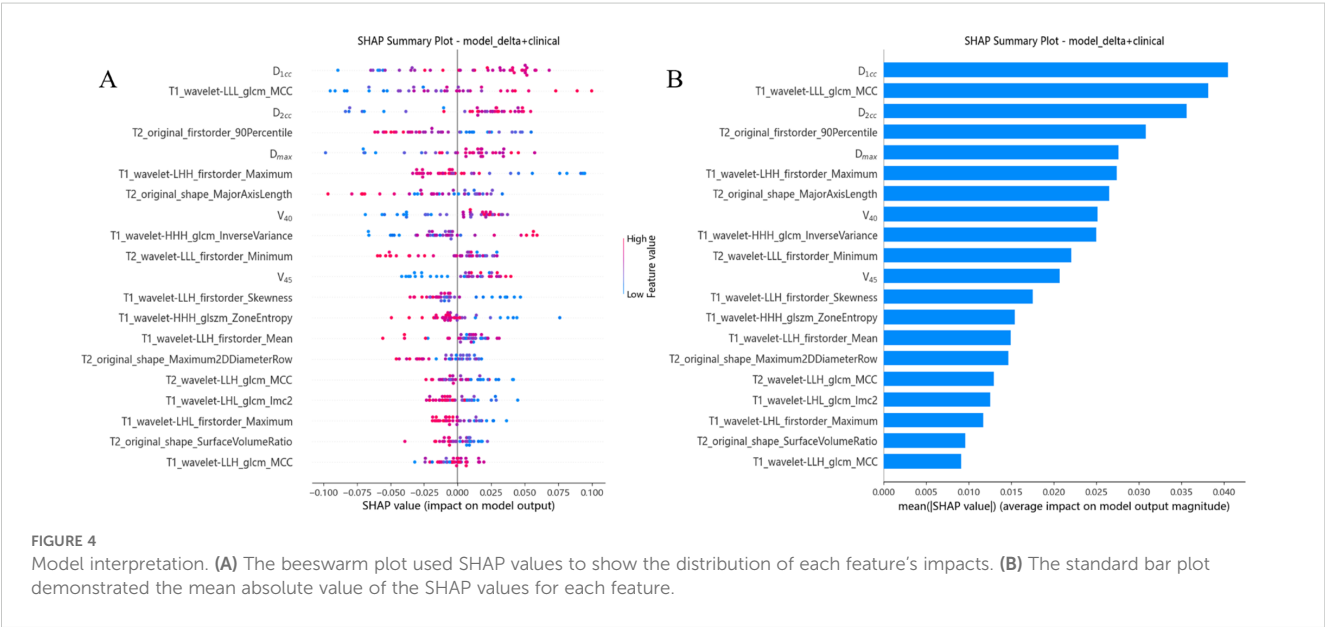 SHAP Summary Plot - model_delta+clinical
A
D1cc
T1_wavelet-LLL_glcm_MCC
D2cc
T2_original_firstorder_90Percentile
Dmax
T1_wavelet-LHH_firstorder_Maximum
T2_original_shape_MajorAxisLength
V40
T1_wavelet-HHH_glcm_InverseVariance
T2_wavelet-LLL_firstorder_Minimum
V45
T1_wavelet-LLH_firstorder_Skewness
T1_wavelet-HHH_glszm_ZoneEntropy
T1_wavelet-LLH_firstorder_Mean
T2_original_shape_Maximum2DDiameterRow
T2_wavelet-LLH_glcm_MCC
T1_wavelet-LHL_glcm_Imc2
T1_wavelet-LHL_firstorder_Maximum
T2_original_shape_SurfaceVolumeRatio
T1_wavelet-LLH_glcm_MCC
−0.100 −0.075 −0.050 −0.025 0.000 0.025 0.050 0.075 0.100
SHAP value (impact on model output)
High
Low
Feature value
SHAP Summary Plot - model_delta+clinical
B
D1cc
T1_wavelet-LLL_glcm_MCC
D2cc
T2_original_firstorder_90Percentile
Dmax
T1_wavelet-LHH_firstorder_Maximum
T2_original_shape_MajorAxisLength
V40
T1_wavelet-HHH_glcm_InverseVariance
T2_wavelet-LLL_firstorder_Minimum
V45
T1_wavelet-LLH_firstorder_Skewness
T1_wavelet-HHH_glszm_ZoneEntropy
T1_wavelet-LLH_firstorder_Mean
T2_original_shape_Maximum2DDiameterRow
T2_wavelet-LLH_glcm_MCC
T1_wavelet-LHL_glcm_Imc2
T1_wavelet-LHL_firstorder_Maximum
T2_original_shape_SurfaceVolumeRatio
T1_wavelet-LLH_glcm_MCC
0.000 0.005 0.010 0.015 0.020 0.025 0.030 0.035 0.040
mean(|SHAP value|) (average impact on model output magnitude)
FIGURE 4
Model interpretation. (A) The beeswarm plot used SHAP values to show the distribution of each feature's impacts. (B) The standard bar plot
demonstrated the mean absolute value of the SHAP values for each feature.